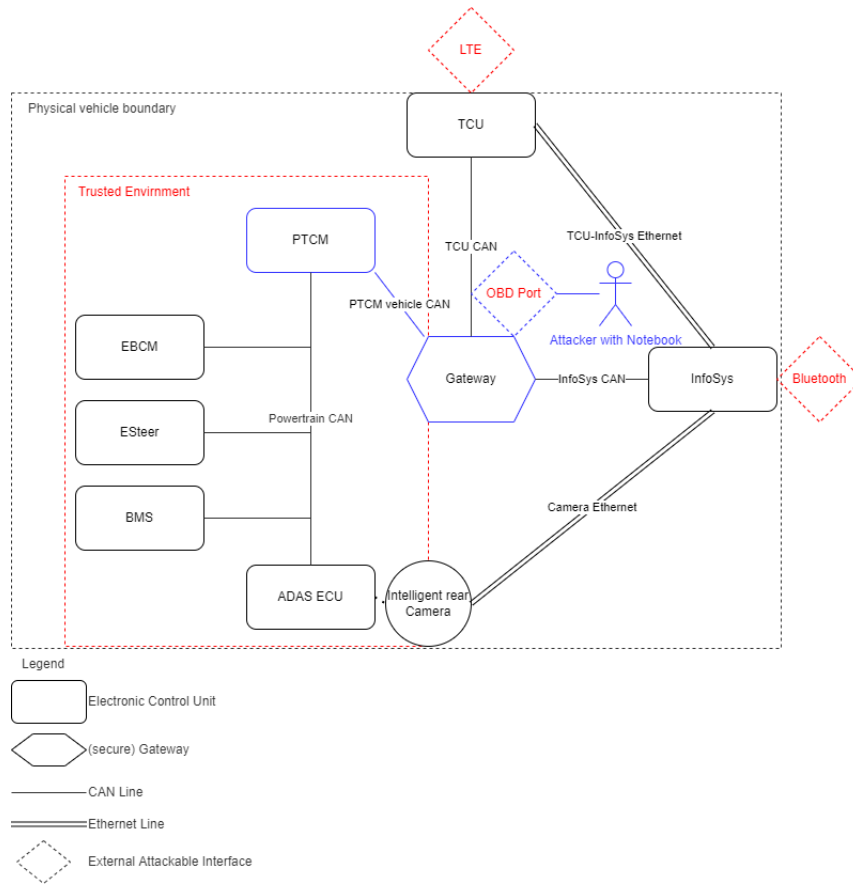 LTE
Physical vehicle boundary
TCU
Trusted Envirnment
PTCM
TCU CAN
TCU-InfoSys Ethernet
PTCM vehicle CAN
OBD Port
Attacker with Notebook
EBCM
Gateway
InfoSys CAN
InfoSys
Bluetooth
Powertrain CAN
ESteer
BMS
Camera Ethernet
ADAS ECU
Intelligent rear
Camera
Legend
Electronic Control Unit
(secure) Gateway
CAN Line
Ethernet Line
External Attackable Interface